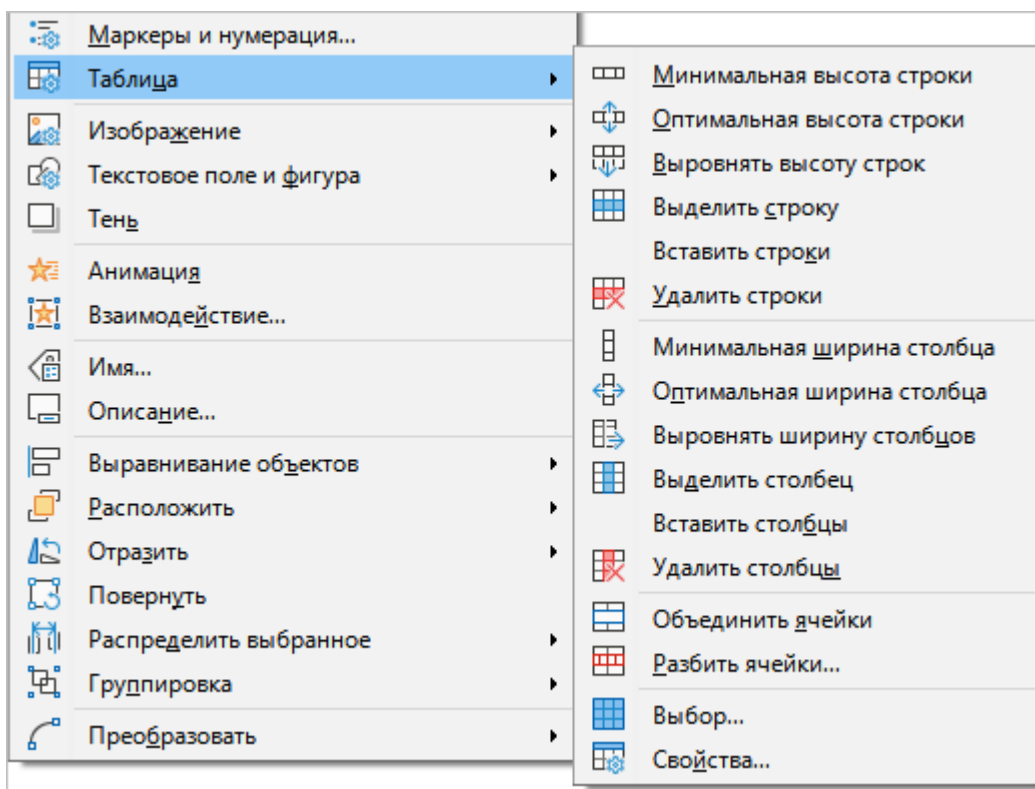 Маркеры и нумерация...
Таблица
Изображение
Текстовое поле и фигура
Тень
Анимация
Взаимодействие...
Имя...
Описание...
Выравнивание объектов
Расположить
Отразить
Повернуть
Распределить выбранное
Группировка
Преобразовать
Минимальная высота строки
Оптимальная высота строки
Выровнять высоту строк
Выделить строку
Вставить строки
Удалить строки
Минимальная ширина столбца
Оптимальная ширина столбца
Выровнять ширину столбцов
Выделить столбец
Вставить столбцы
Удалить столбцы
Объединить ячейки
Разбить ячейки...
Выбор...
Свойства...